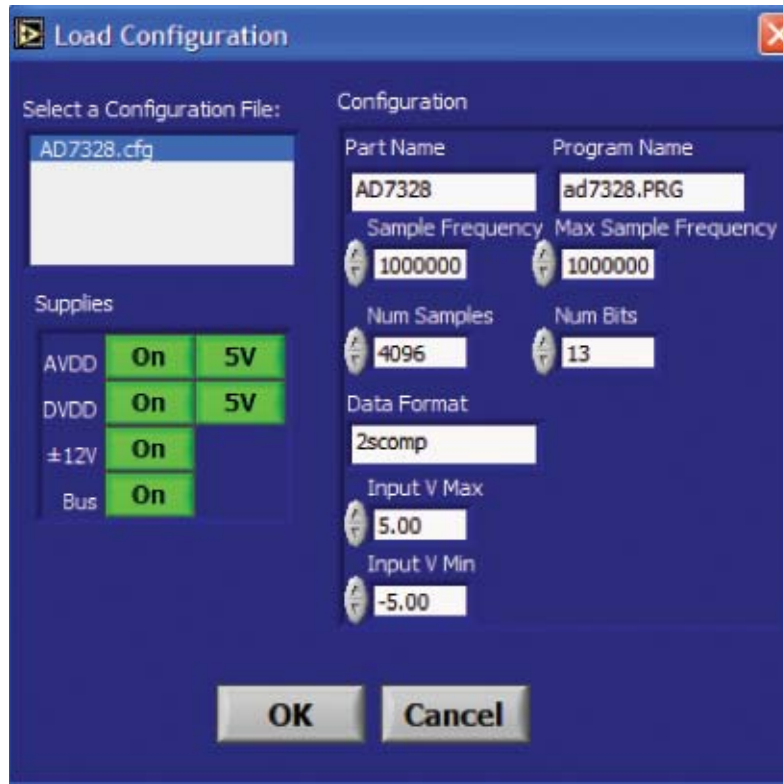 Load Configuration
Select a Configuration File:
AD7328.cfg
Supplies
AVDD On 5V
DVDD On 5V
±12V On
Bus On
Configuration
Part Name Program Name
AD7328 ad7328.PRG
Sample Frequency Max Sample Frequency
1000000 1000000
Num Samples Num Bits
4096 13
Data Format
2scomp
Input V Max
5.00
Input V Min
-5.00
OK Cancel